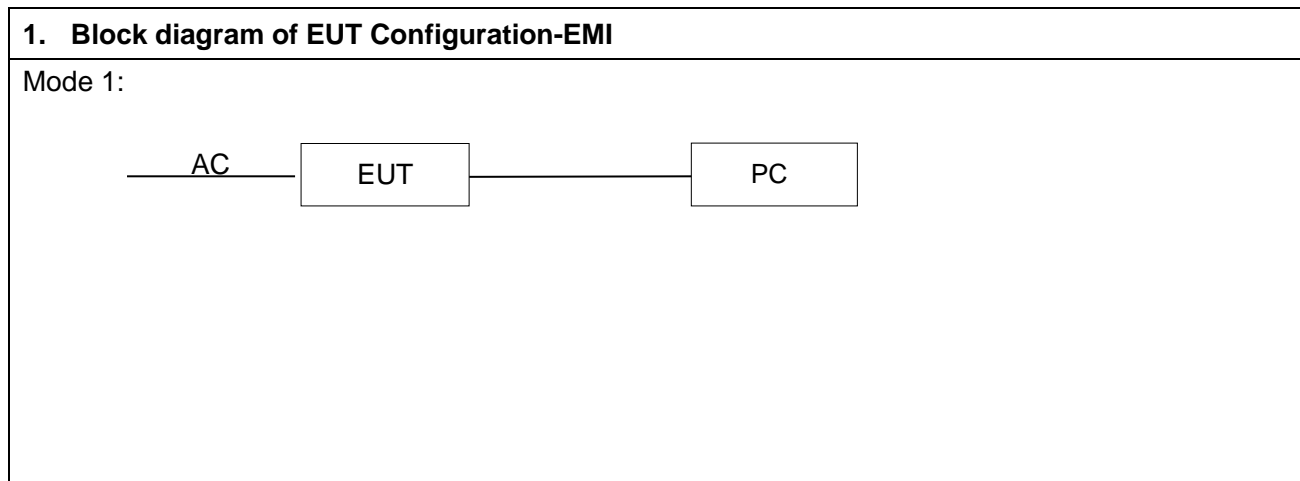 1. Block diagram of EUT Configuration-EMI
Mode 1:
AC EUT PC